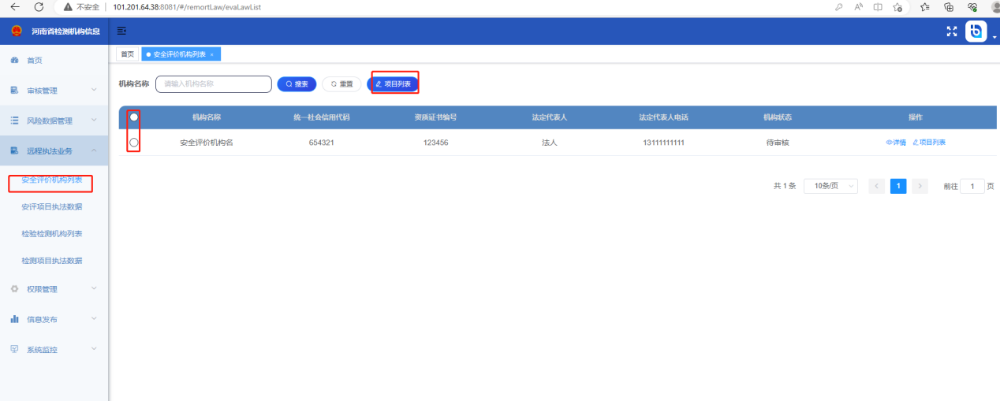 不安全 101.201.64.38:8081/#/remortLaw/evaLawList
河南省检测机构信息
首页
审核管理
风险数据管理
远程执法业务
安全评价机构列表
安评项目执法数据
检验检测机构列表
检测项目执法数据
权限管理
信息发布
系统监控
首页 安全评价机构列表 ×
机构名称 请输入机构名称 搜索 重置 项目列表
机构名称 统一社会信用代码 资质证书编号 法定代表人 法定代表人电话 机构状态 操作
安全评价机构名 654321 123456 法人 13111111111 待审核 详情 项目列表
共 1 条 10条/页 < 1 > 前往 1 页